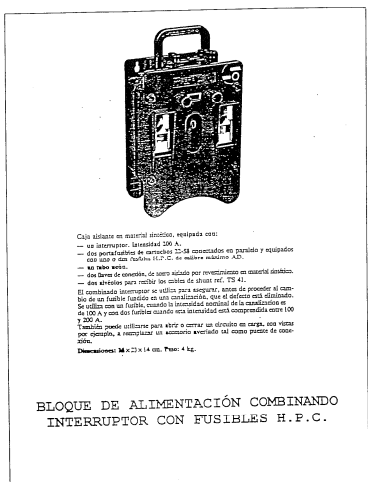 Caja aislante en material sintético, equipada con:
— un interruptor. Intensidad 200 A.
— dos portafusibles de cartuchos 22-58 conectados en paralelo y equipados
con uno o dos fusibles H.P.C. de calibre máximo AD.
— un tubo neón.
— dos llaves de conexión, de acero aislado por revestimiento en material sintético.
— dos alvéolos para recibir los cables de shunt ref. TS 41.
El combinado interruptor se utiliza para asegurar, antes de proceder al cam-
bio de un fusible fundido en una canalización, que el defecto está eliminado.
Se utiliza con un fusible, cuando la intensidad nominal de la canalización es
de 100 A y con dos fusibles cuando esta intensidad está comprendida entre 100
y 200 A.
También puede utilizarse para abrir o cerrar un circuito en carga, con vistas
por ejemplo, a reemplazar un accesorio averiado tal como puente de cone-
xión.
Dimensiones: x 23 x 14 cm. Peso: 4 kg.
BLOQUE DE ALIMENTACIÓN COMBINANDO
INTERRUPTOR CON FUSIBLES H.P.C.